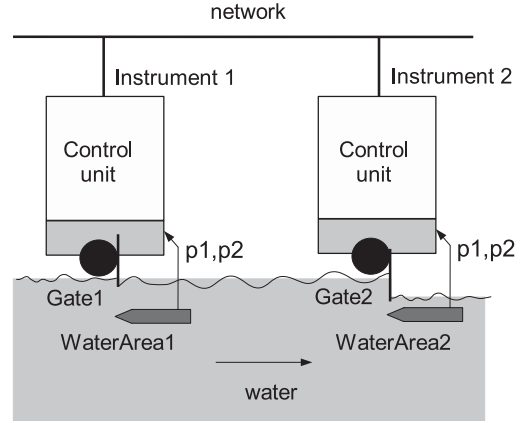 network
Instrument 1
Instrument 2
Control
unit
Control
unit
p1,p2
p1,p2
Gate1
Gate2
WaterArea1
WaterArea2
water